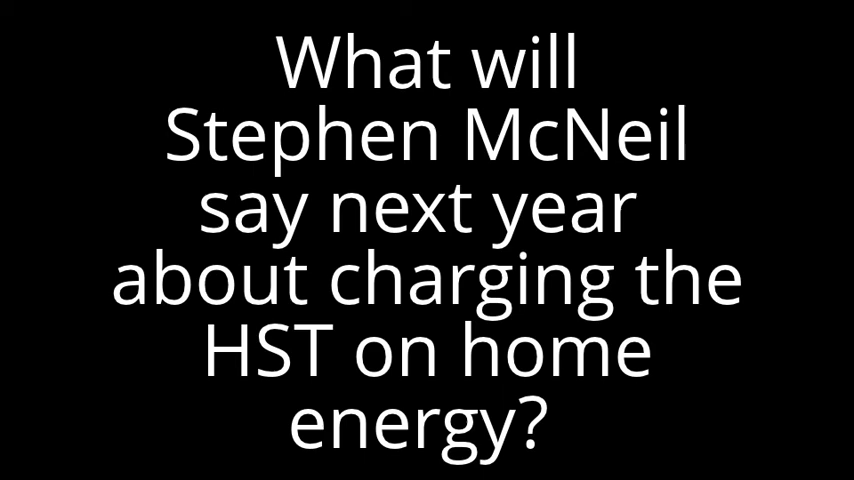 What will
Stephen McNeil
say next year
about charging the
HST on home
energy?